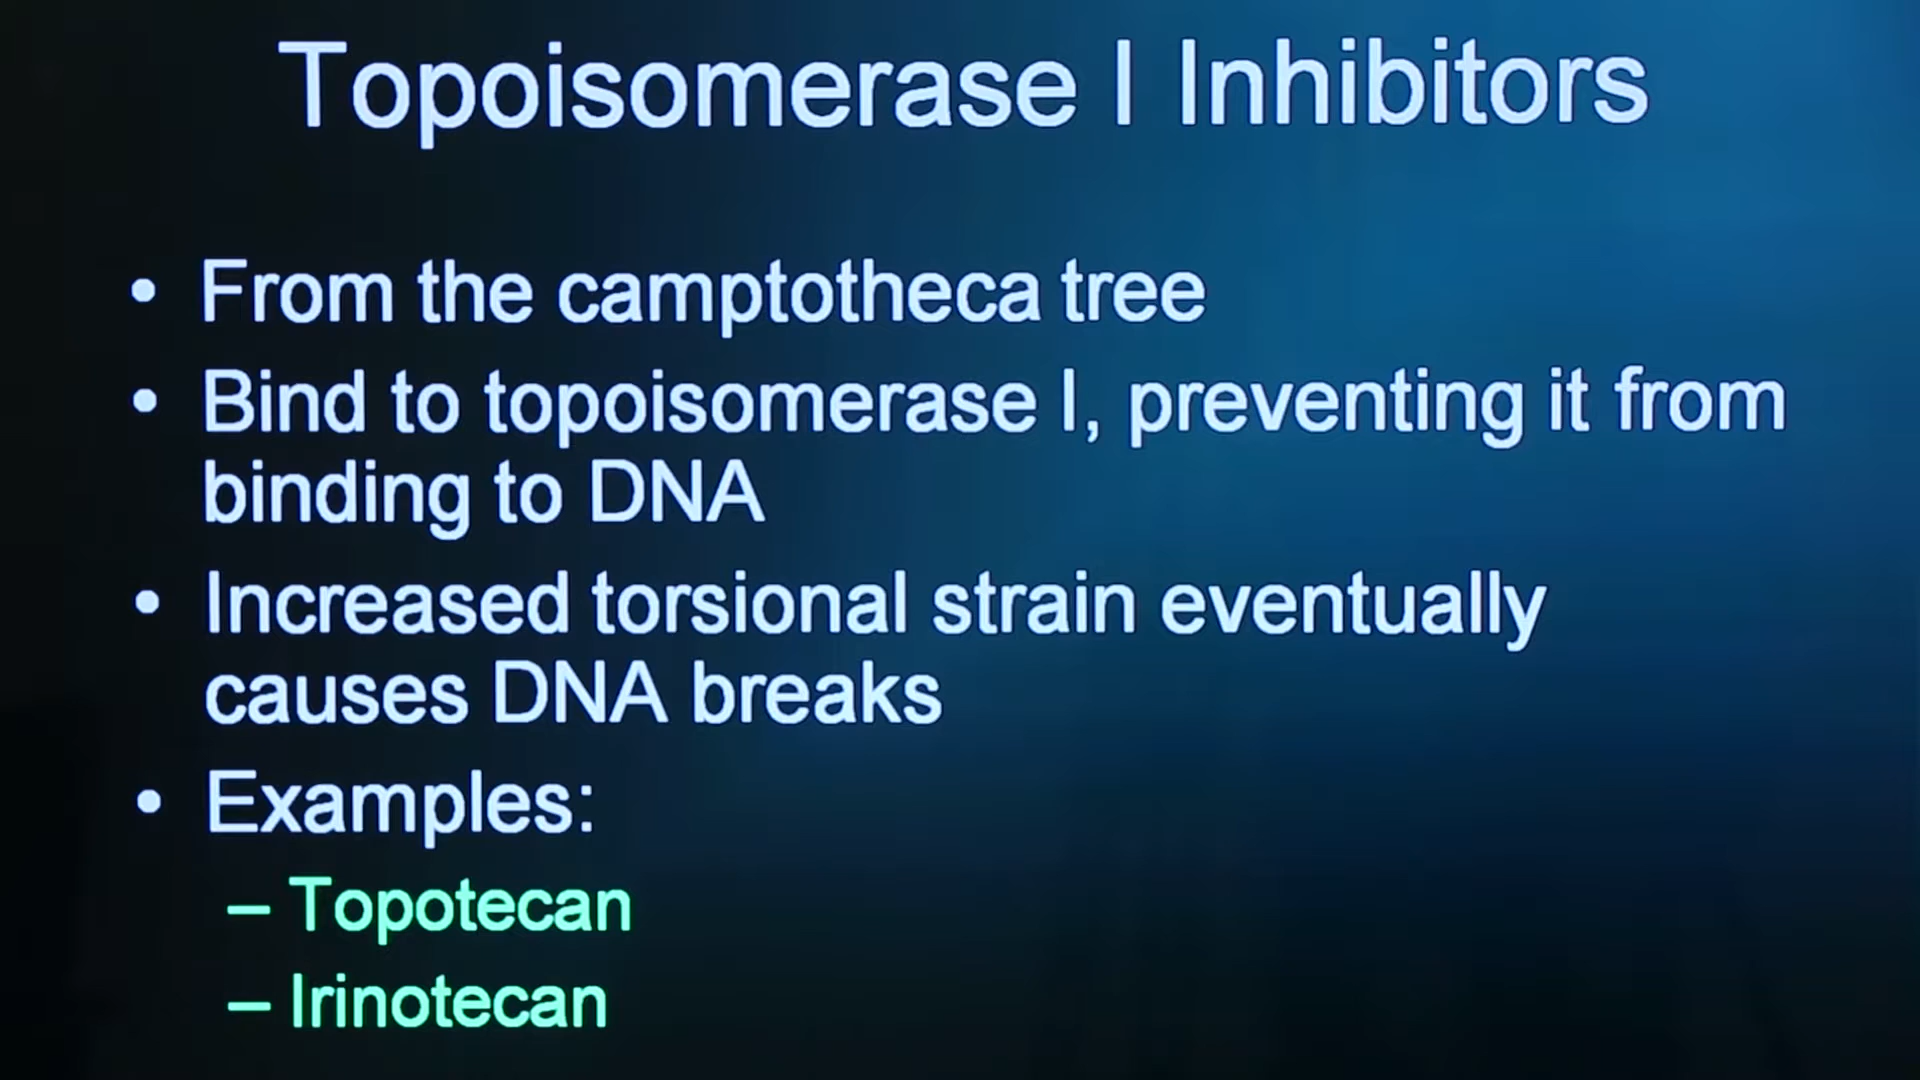 Topoisomerase I Inhibitors
• From the camptotheca tree
• Bind to topoisomerase I, preventing it from
binding to DNA
• Increased torsional strain eventually
causes DNA breaks
• Examples:
– Topotecan
– Irinotecan